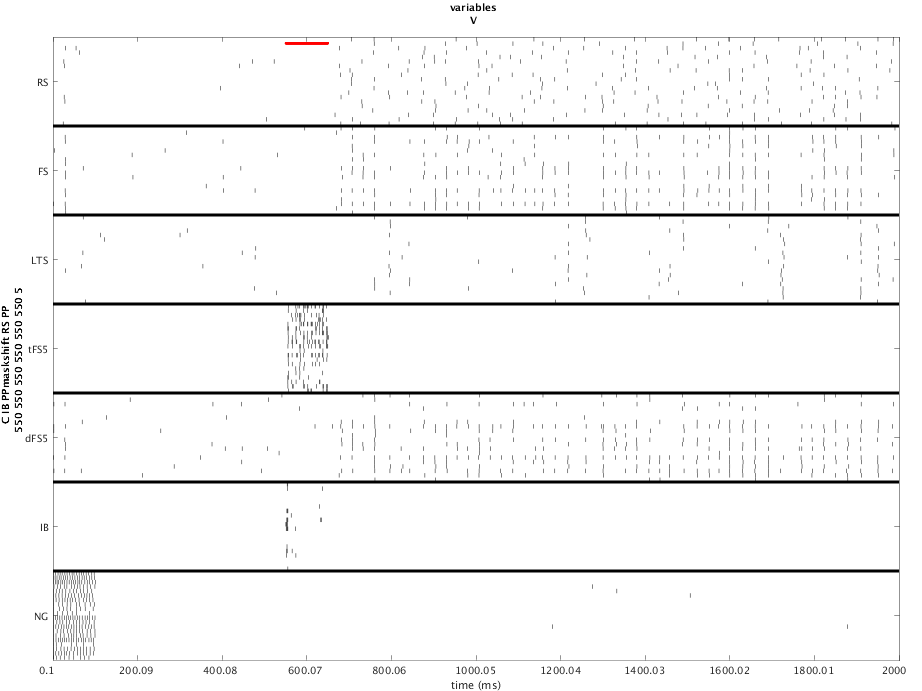 variables
V
RS
FS
LTS
tFS5
dFS5
IB
NG
C IB PPmaskshift RS PP
550 550 550 550 550 550 5
0.1 200.09 400.08 600.07 800.06 1000.05 1200.04 1400.03 1600.02 1800.01 2000
time (ms)